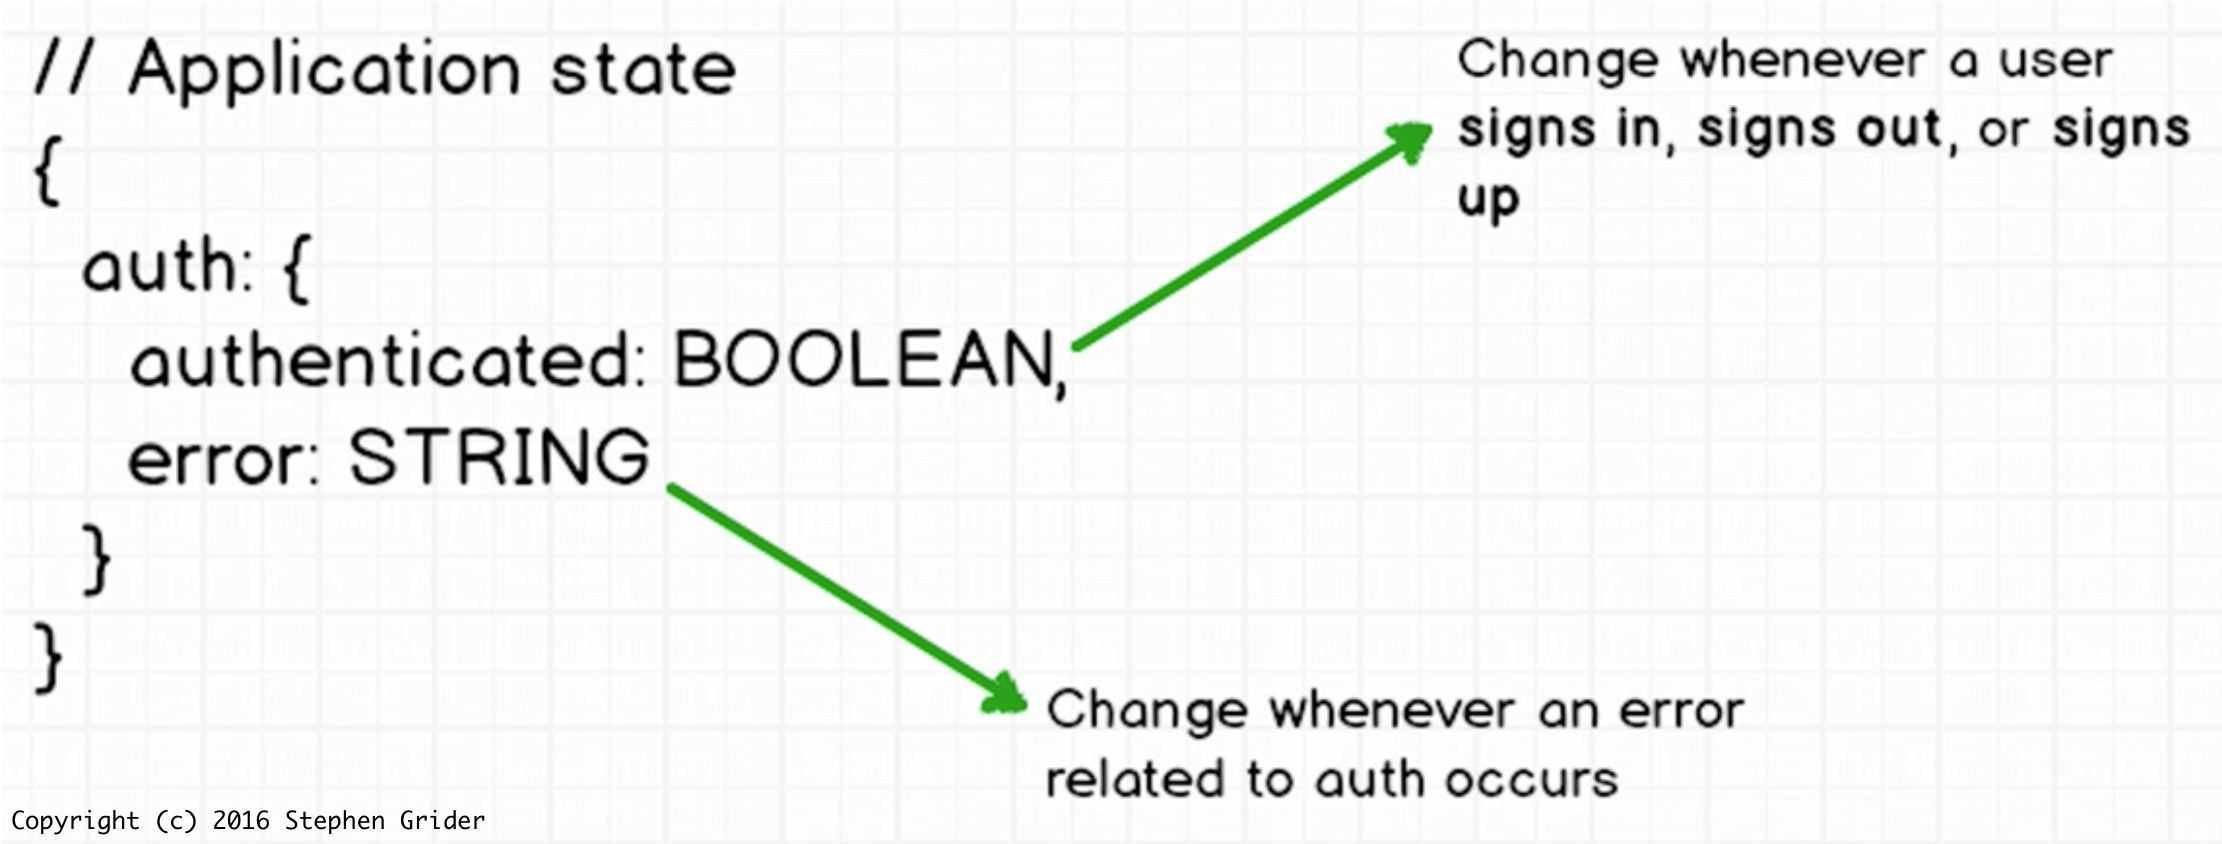 // Application state
{
auth: {
authenticated: BOOLEAN,
error: STRING
}
}
Change whenever a user
signs in, signs out, or signs
up
Change whenever an error
related to auth occurs
Copyright (c) 2016 Stephen Grider